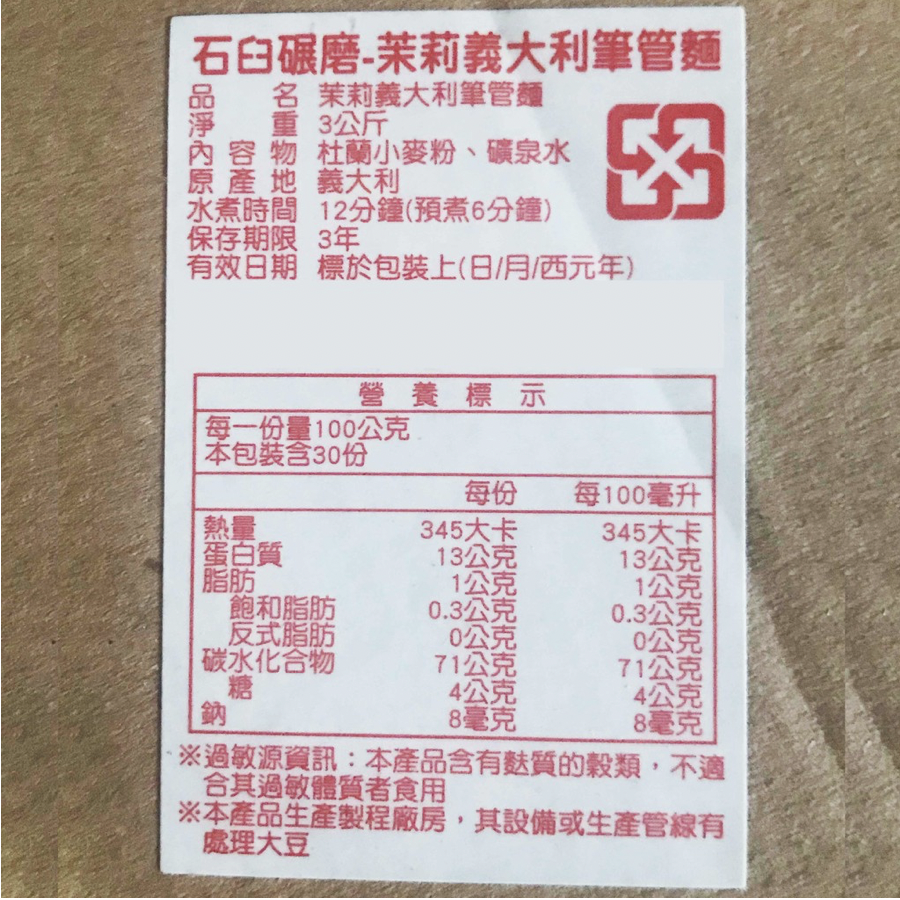 石臼碾磨-茉莉義大利筆管麵
品名 茉莉義大利筆管麵
淨重 3公斤
內容物 杜蘭小麥粉、礦泉水
原產地 義大利
水煮時間 12分鐘(預煮6分鐘)
保存期限 3年
有效日期 標於包裝上(日/月/西元年)
營養標示
每一份量100公克
本包裝含30份
每份 每100毫升
熱量 345大卡 345大卡
蛋白質 13公克 13公克
脂肪 1公克 1公克
飽和脂肪 0.3公克 0.3公克
反式脂肪 0公克 0公克
碳水化合物 71公克 71公克
糖 4公克 4公克
鈉 8毫克 8毫克
※過敏源資訊：本產品含有麩質的穀類，不適
合其過敏體質者食用
※本產品生產製程廠房，其設備或生產管線有
處理大豆